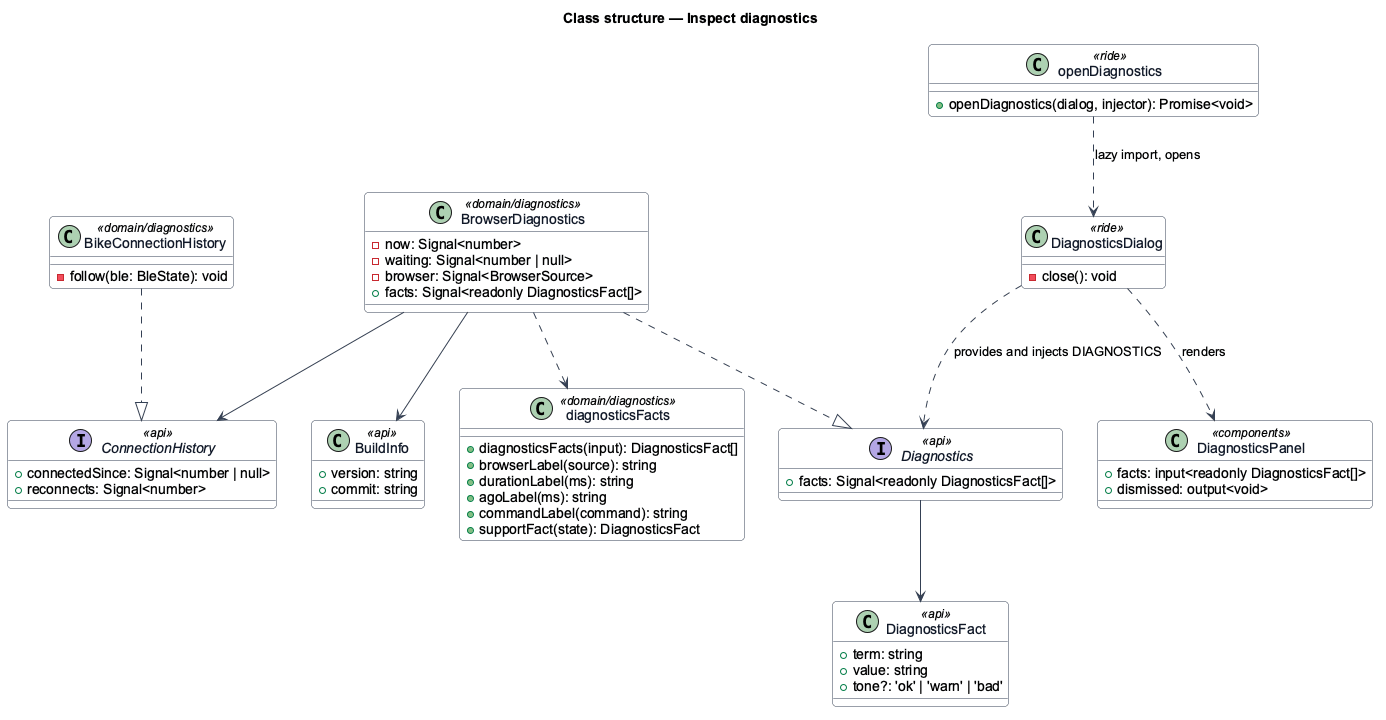 Class structure — Inspect diagnostics
«ride»
C openDiagnostics
openDiagnostics(dialog, injector): Promise<void>
lazy import, opens
«domain/diagnostics»
C BikeConnectionHistory
follow(ble: BleState): void
«domain/diagnostics»
C BrowserDiagnostics
now: Signal<number>
waiting: Signal<number | null>
browser: Signal<BrowserSource>
facts: Signal<readonly DiagnosticsFact[]>
«ride»
C DiagnosticsDialog
close(): void
provides and injects DIAGNOSTICS
renders
«api»
I ConnectionHistory
connectedSince: Signal<number | null>
reconnects: Signal<number>
«api»
C BuildInfo
version: string
commit: string
«domain/diagnostics»
C diagnosticsFacts
diagnosticsFacts(input): DiagnosticsFact[]
browserLabel(source): string
durationLabel(ms): string
agoLabel(ms): string
commandLabel(command): string
supportFact(state): DiagnosticsFact
«api»
I Diagnostics
facts: Signal<readonly DiagnosticsFact[]>
«components»
C DiagnosticsPanel
facts: input<readonly DiagnosticsFact[]>
dismissed: output<void>
«api»
C DiagnosticsFact
term: string
value: string
tone?: 'ok' | 'warn' | 'bad'